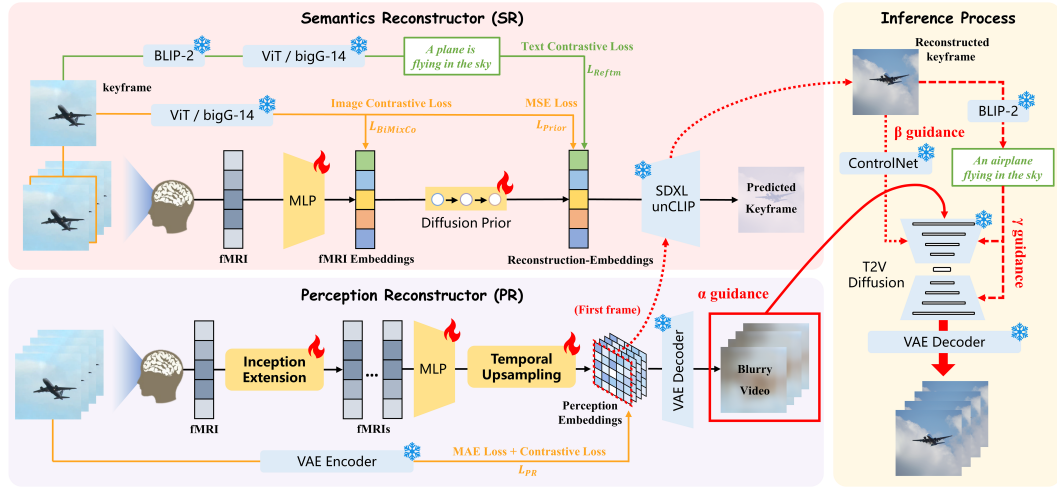 Semantics Reconstructor (SR)
keyframe
BLIP-2
ViT / bigG-14
A plane is
flying in the sky
Text Contrastive Loss
L_Reftm
ViT / bigG-14
Image Contrastive Loss
L_BiMixCo
MSE Loss
L_Prior
fMRI
MLP
fMRI Embeddings
Diffusion Prior
Reconstruction-Embeddings
SDXL
unCLIP
Predicted
Keyframe
Perception Reconstructor (PR)
fMRI
Inception
Extension
fMRIs
MLP
Temporal
Upsampling
(First frame)
Perception
Embeddings
VAE Decoder
α guidance
Blurry
Video
VAE Encoder
MAE Loss + Contrastive Loss
L_PR
Inference Process
Reconstructed
keyframe
BLIP-2
β guidance
ControlNet
An airplane
flying in the sky
γ guidance
T2V
Diffusion
VAE Decoder